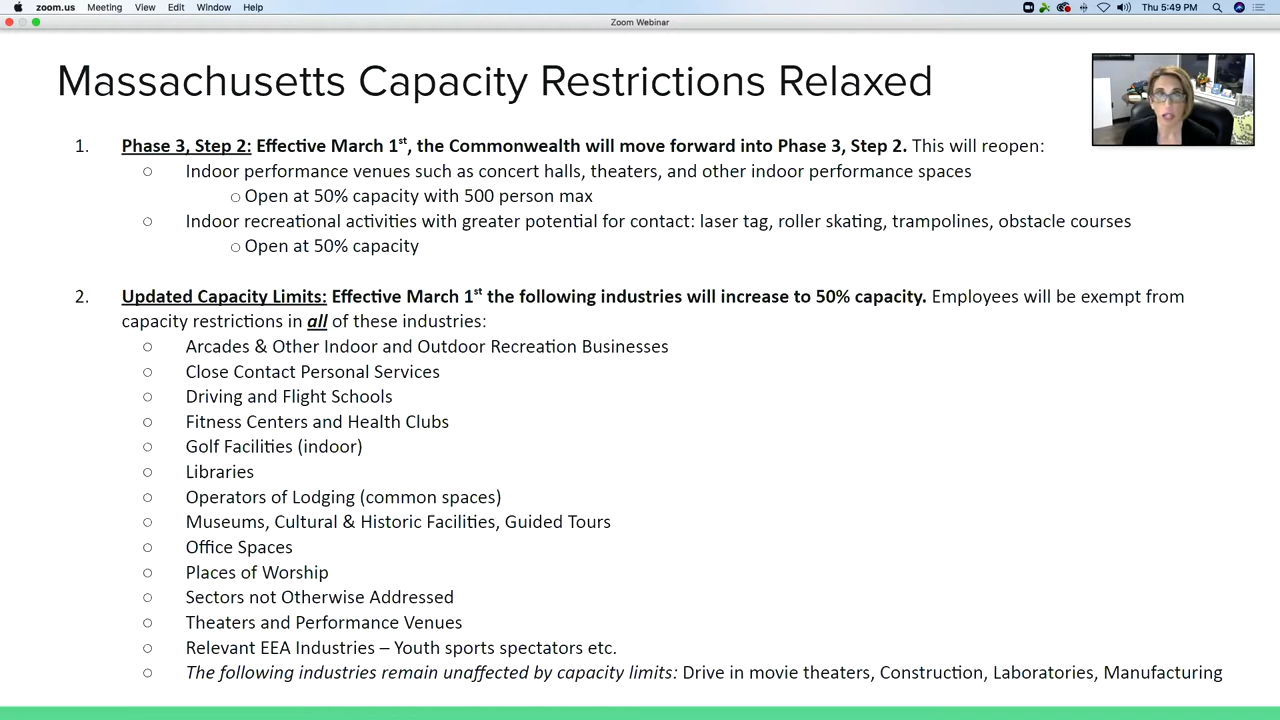 zoom.us Meeting View Edit Window Help Thu 5:49 PM
Zoom Webinar
Massachusetts Capacity Restrictions Relaxed
1. Phase 3, Step 2: Effective March 1st, the Commonwealth will move forward into Phase 3, Step 2. This will reopen:
○ Indoor performance venues such as concert halls, theaters, and other indoor performance spaces
○ Open at 50% capacity with 500 person max
○ Indoor recreational activities with greater potential for contact: laser tag, roller skating, trampolines, obstacle courses
○ Open at 50% capacity
2. Updated Capacity Limits: Effective March 1st the following industries will increase to 50% capacity. Employees will be exempt from
capacity restrictions in all of these industries:
○ Arcades & Other Indoor and Outdoor Recreation Businesses
○ Close Contact Personal Services
○ Driving and Flight Schools
○ Fitness Centers and Health Clubs
○ Golf Facilities (indoor)
○ Libraries
○ Operators of Lodging (common spaces)
○ Museums, Cultural & Historic Facilities, Guided Tours
○ Office Spaces
○ Places of Worship
○ Sectors not Otherwise Addressed
○ Theaters and Performance Venues
○ Relevant EEA Industries – Youth sports spectators etc.
○ The following industries remain unaffected by capacity limits: Drive in movie theaters, Construction, Laboratories, Manufacturing